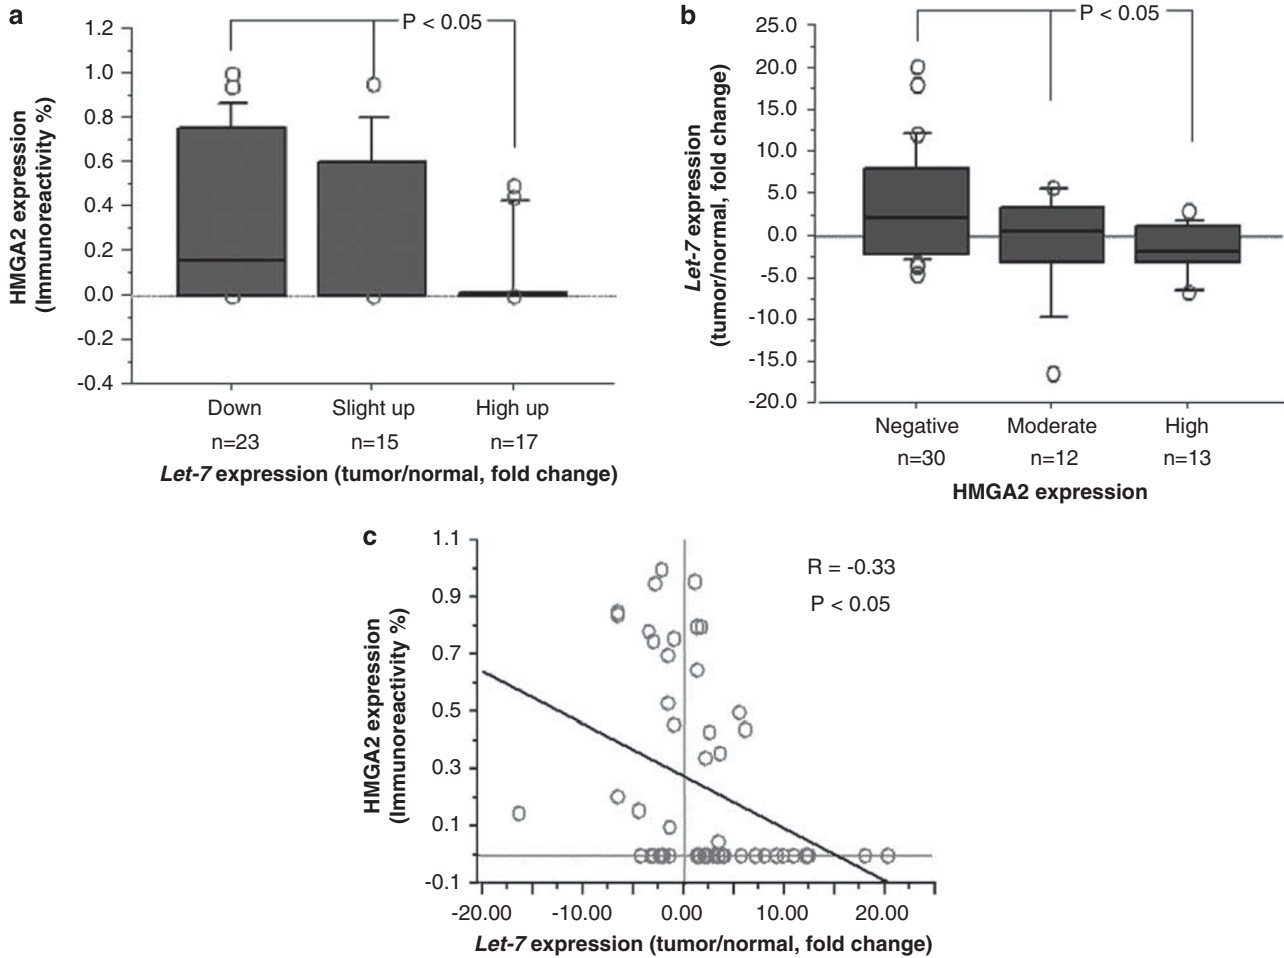 a
P < 0.05
1.2
1.0
0.8
0.6
0.4
0.2
0.0
-0.2
-0.4
HMGA2 expression
(Immunoreactivity %)
Down
Slight up
High up
n=23
n=15
n=17
Let-7 expression (tumor/normal, fold change)
b
P < 0.05
25.0
20.0
15.0
10.0
5.0
0.0
-5.0
-10.0
-15.0
-20.0
Let-7 expression
(tumor/normal, fold change)
Negative
Moderate
High
n=30
n=12
n=13
HMGA2 expression
c
R = -0.33
P < 0.05
1.1
0.9
0.7
0.5
0.3
0.1
-0.1
HMGA2 expression
(Immunoreactivity %)
-20.00
-10.00
0.00
10.00
20.00
Let-7 expression (tumor/normal, fold change)